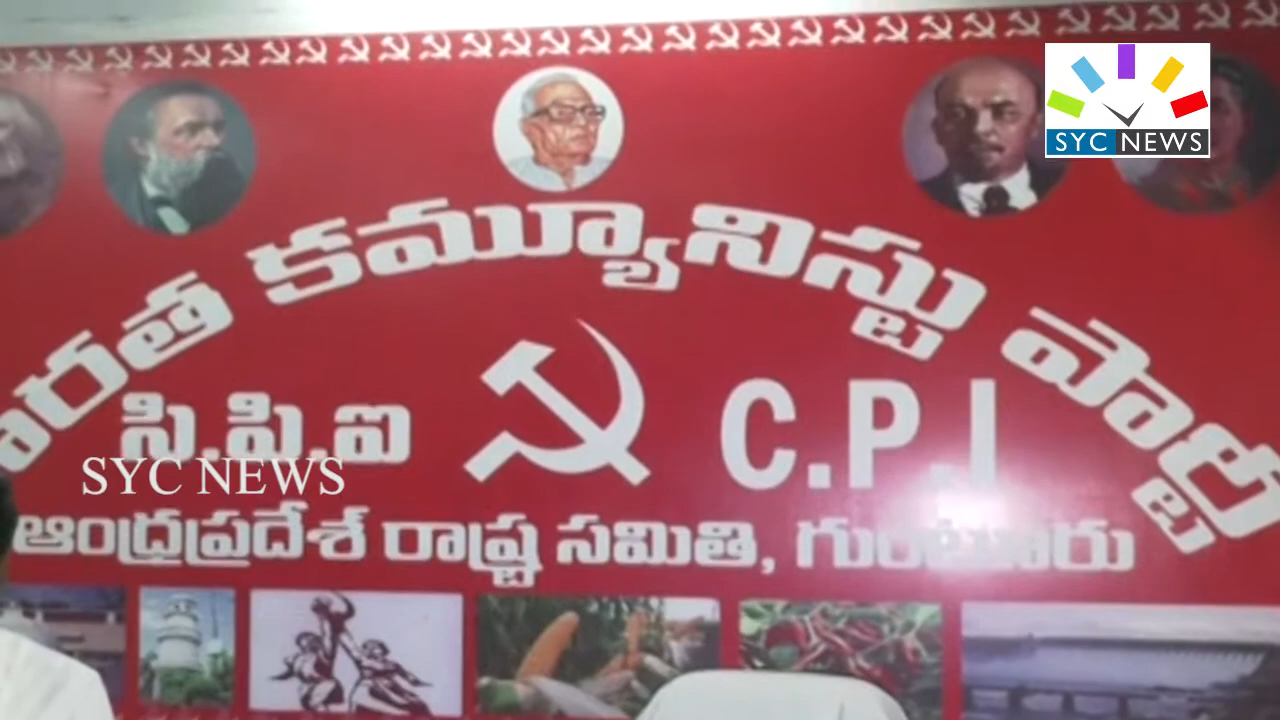 SYC NEWS
భారత కమ్యూనిస్టు పార్టీ
సి.పి.ఐ
C.P.I
SYC NEWS
ఆంధ్రప్రదేశ్ రాష్ట్ర సమితి, గుంటూరు